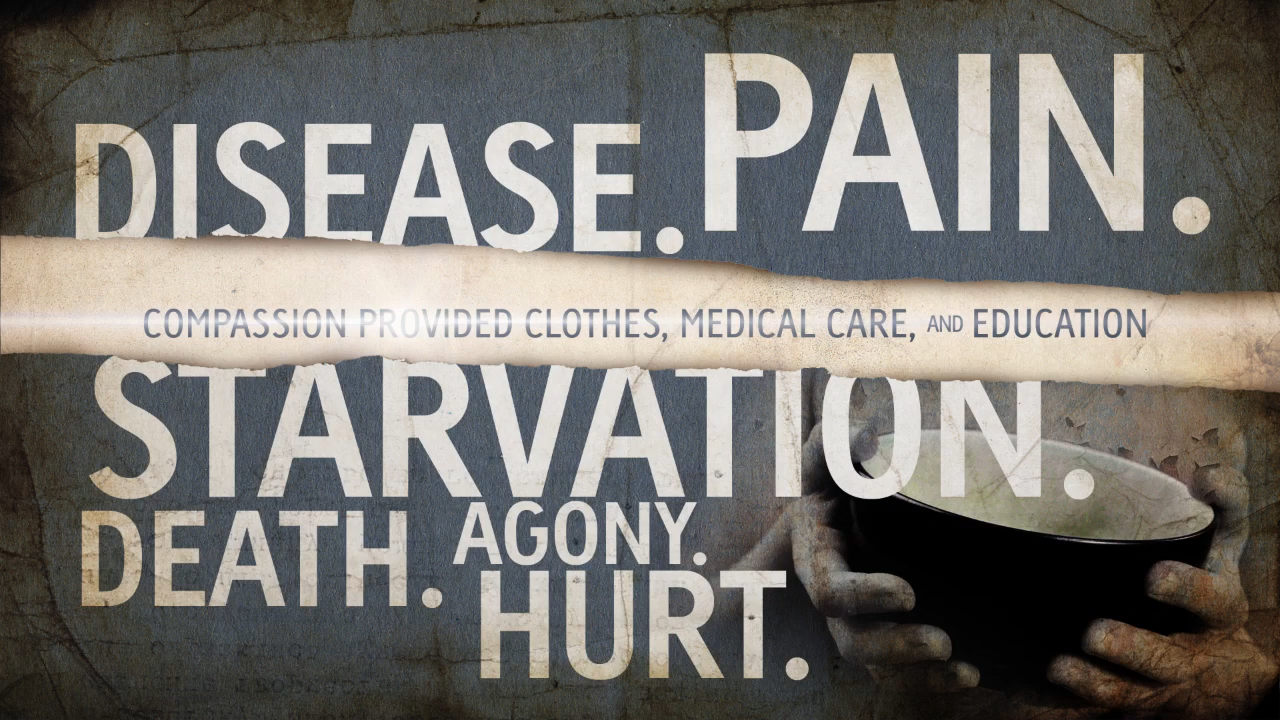 DISEASE. PAIN.
COMPASSION PROVIDED CLOTHES, MEDICAL CARE, AND EDUCATION
STARVATION.
DEATH. AGONY.
HURT.